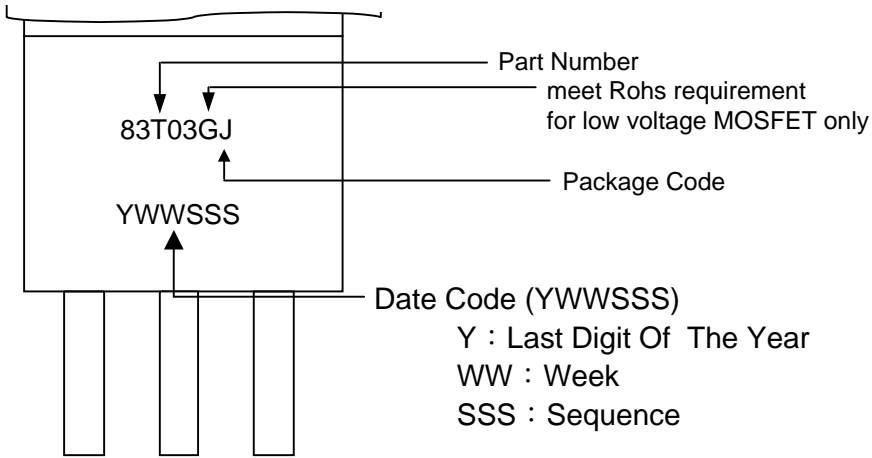 Part Number
meet Rohs requirement
for low voltage MOSFET only
83T03GJ
Package Code
YWWSSS
Date Code (YWWSSS)
Y：Last Digit Of The Year
WW：Week
SSS：Sequence